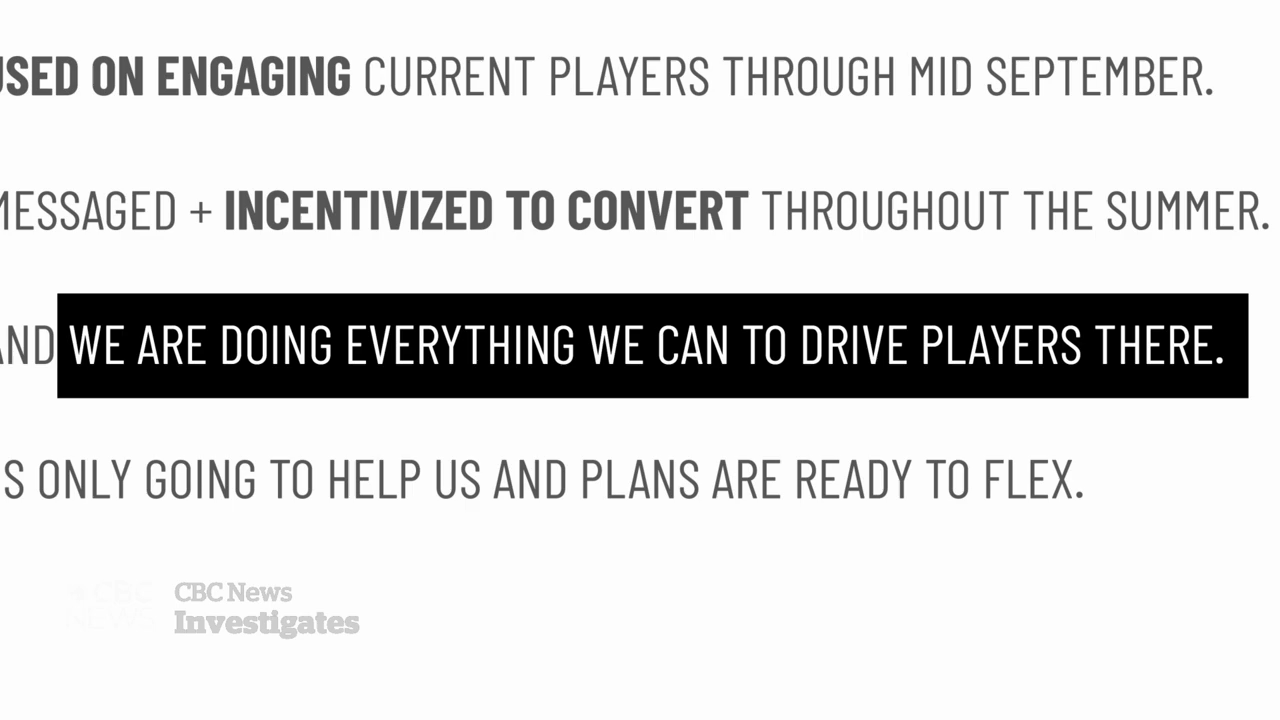 USED ON ENGAGING CURRENT PLAYERS THROUGH MID SEPTEMBER.
MESSAGED + INCENTIVIZED TO CONVERT THROUGHOUT THE SUMMER.
AND WE ARE DOING EVERYTHING WE CAN TO DRIVE PLAYERS THERE.
S ONLY GOING TO HELP US AND PLANS ARE READY TO FLEX.
CBC NEWS
CBC News
Investigates